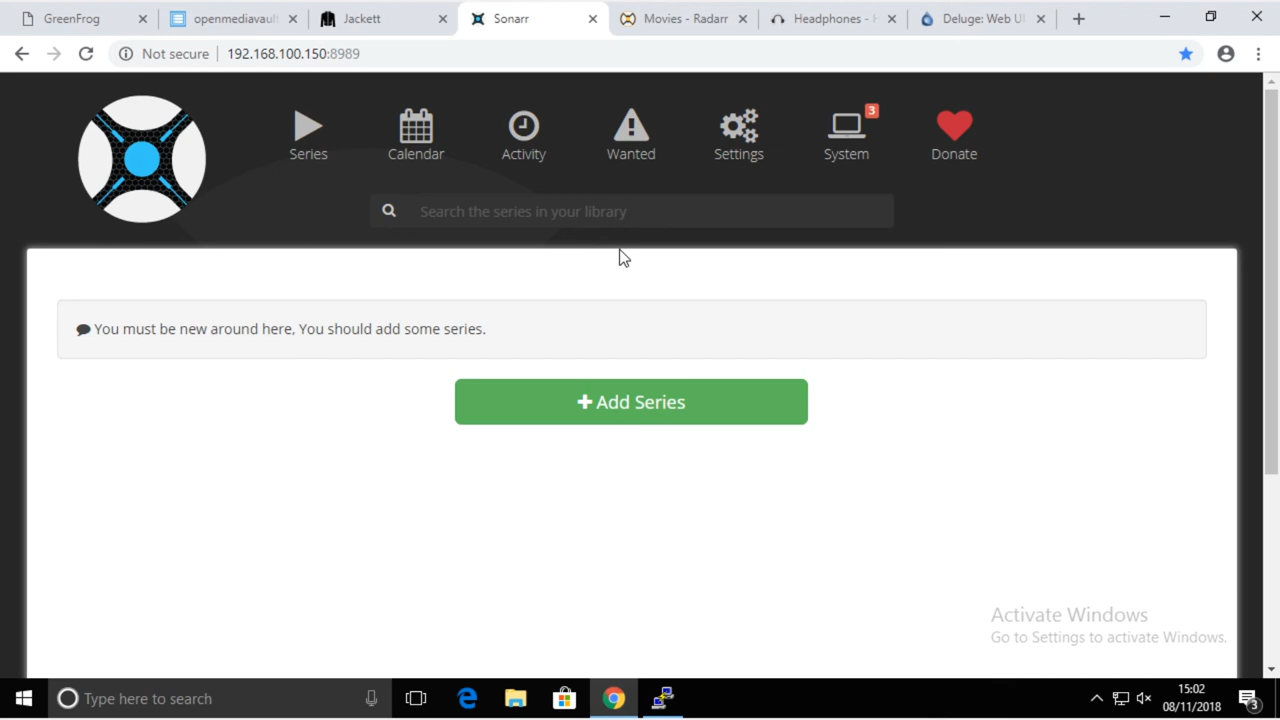 GreenFrog
openmediavaul
Jackett
Sonarr
Movies - Radarr
Headphones -
Deluge: Web U
Not secure
192.168.100.150:8989
Series
Calendar
Activity
Wanted
Settings
3
System
Donate
Search the series in your library
You must be new around here, You should add some series.
Add Series
Activate Windows
Go to Settings to activate Windows.
Type here to search
15:02
08/11/2018
3